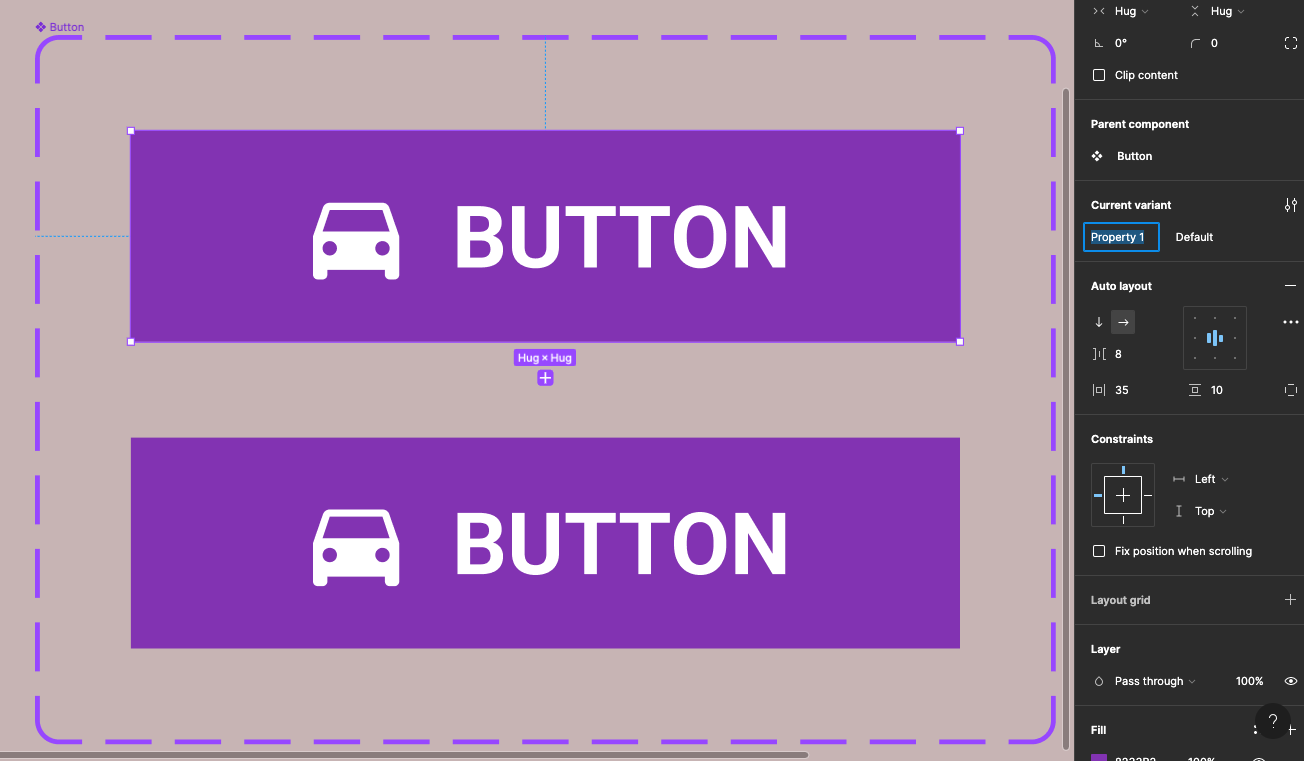 Button
BUTTON
Hug × Hug
BUTTON
Hug
Hug
0°
0
Clip content
Parent component
Button
Current variant
Property 1
Default
Auto layout
8
35
10
Constraints
Left
Top
Fix position when scrolling
Layout grid
Layer
Pass through
100%
Fill
?
100%